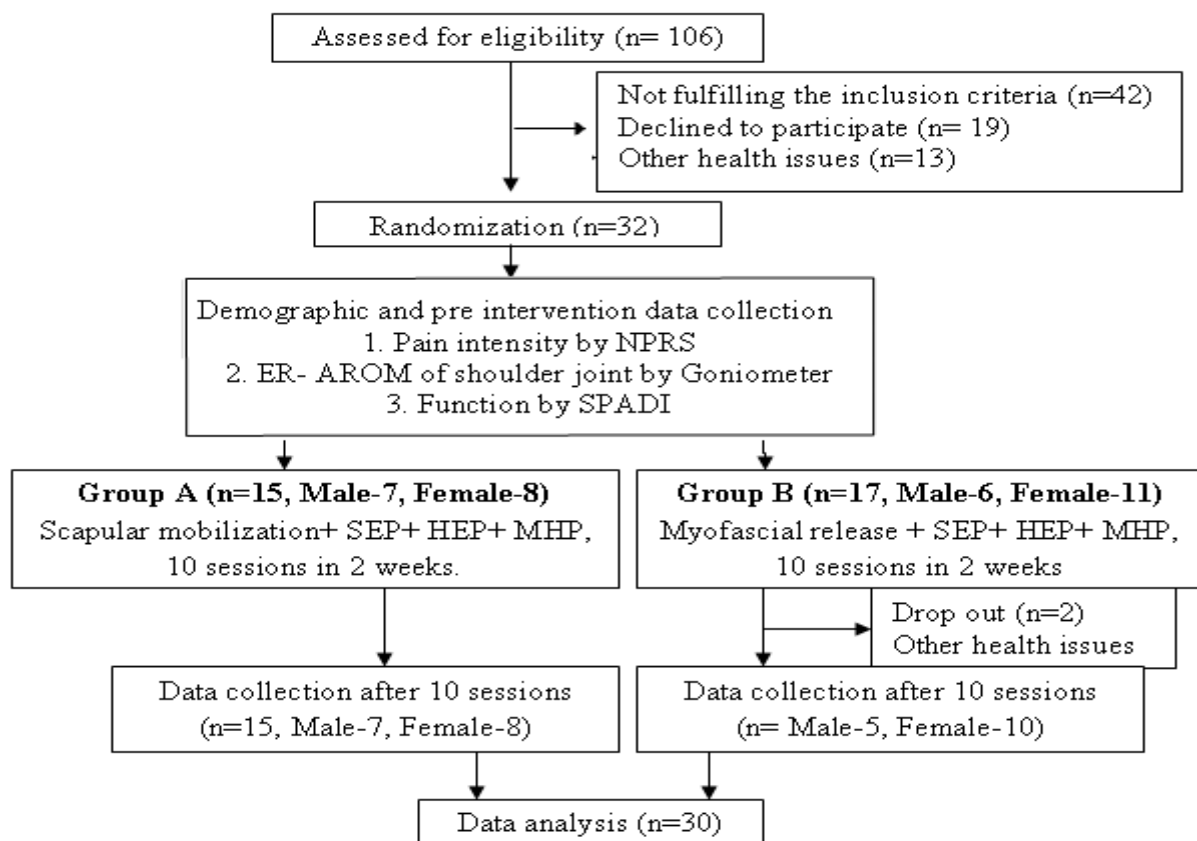 Assessed for eligibility (n= 106)
Not fulfilling the inclusion criteria (n=42)
Declined to participate (n= 19)
Other health issues (n=13)
Randomization (n=32)
Demographic and pre intervention data collection
1. Pain intensity by NPRS
2. ER- AROM of shoulder joint by Goniometer
3. Function by SPADI
Group A (n=15, Male-7, Female-8)
Scapular mobilization+ SEP+ HEP+ MHP,
10 sessions in 2 weeks.
Group B (n=17, Male-6, Female-11)
Myofascial release + SEP+ HEP+ MHP,
10 sessions in 2 weeks
Drop out (n=2)
Other health issues
Data collection after 10 sessions
(n=15, Male-7, Female-8)
Data collection after 10 sessions
(n= Male-5, Female-10)
Data analysis (n=30)